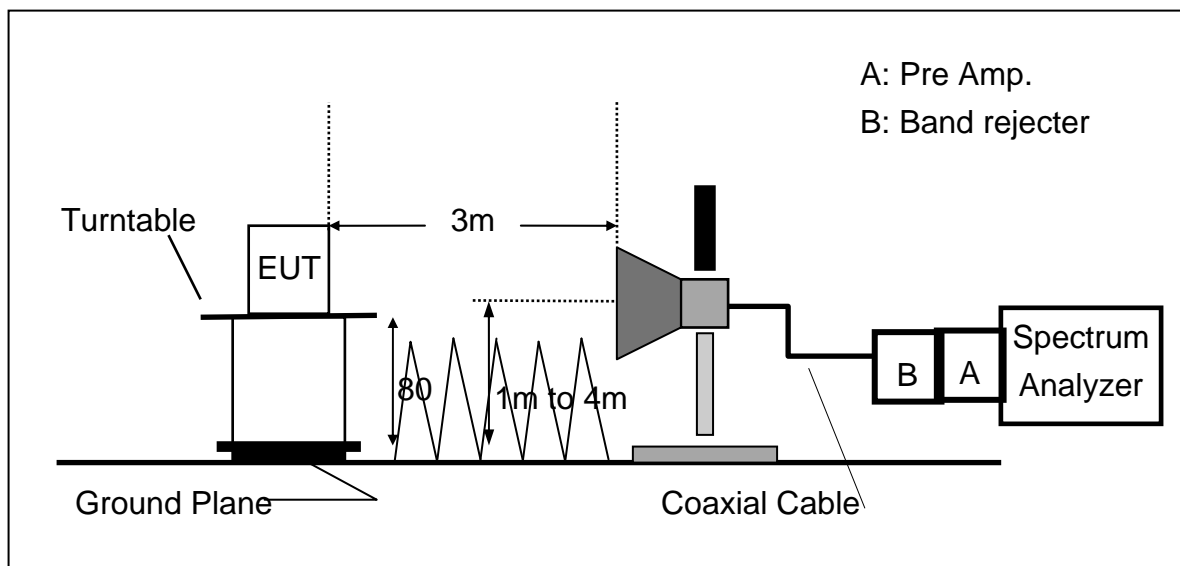 A: Pre Amp.
B: Band rejecter
Turntable
3m
EUT
80
1m to 4m
B
A
Spectrum
Analyzer
Ground Plane
Coaxial Cable